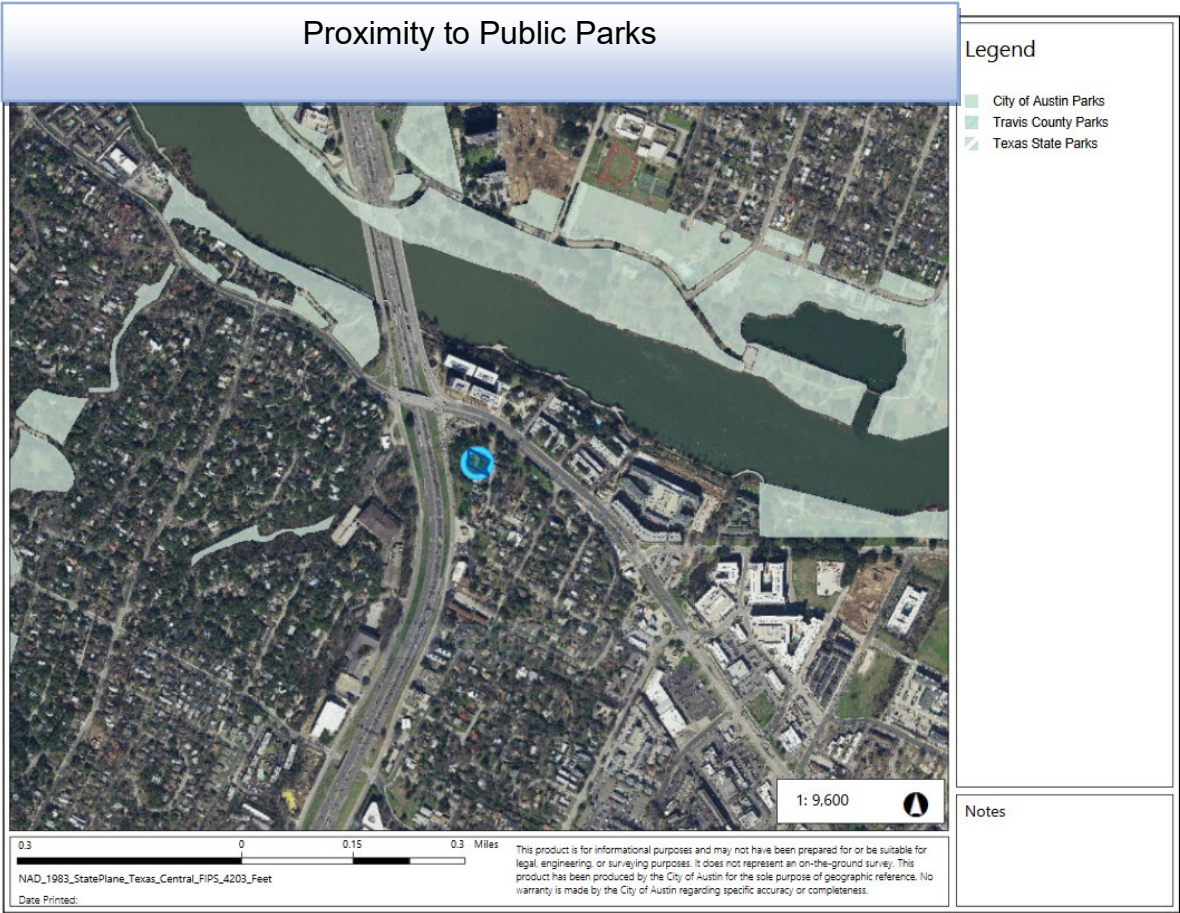 Proximity to Public Parks
Legend
City of Austin Parks
Travis County Parks
Texas State Parks
1: 9,600
Notes
0.3 0 0.15 0.3 Miles
NAD_1983_StatePlane_Texas_Central_FIPS_4203_Feet
Date Printed:
This product is for informational purposes and may not have been prepared for or be suitable for
legal, engineering, or surveying purposes. It does not represent an on-the-ground survey. This
product has been produced by the City of Austin for the sole purpose of geographic reference. No
warranty is made by the City of Austin regarding specific accuracy or completeness.